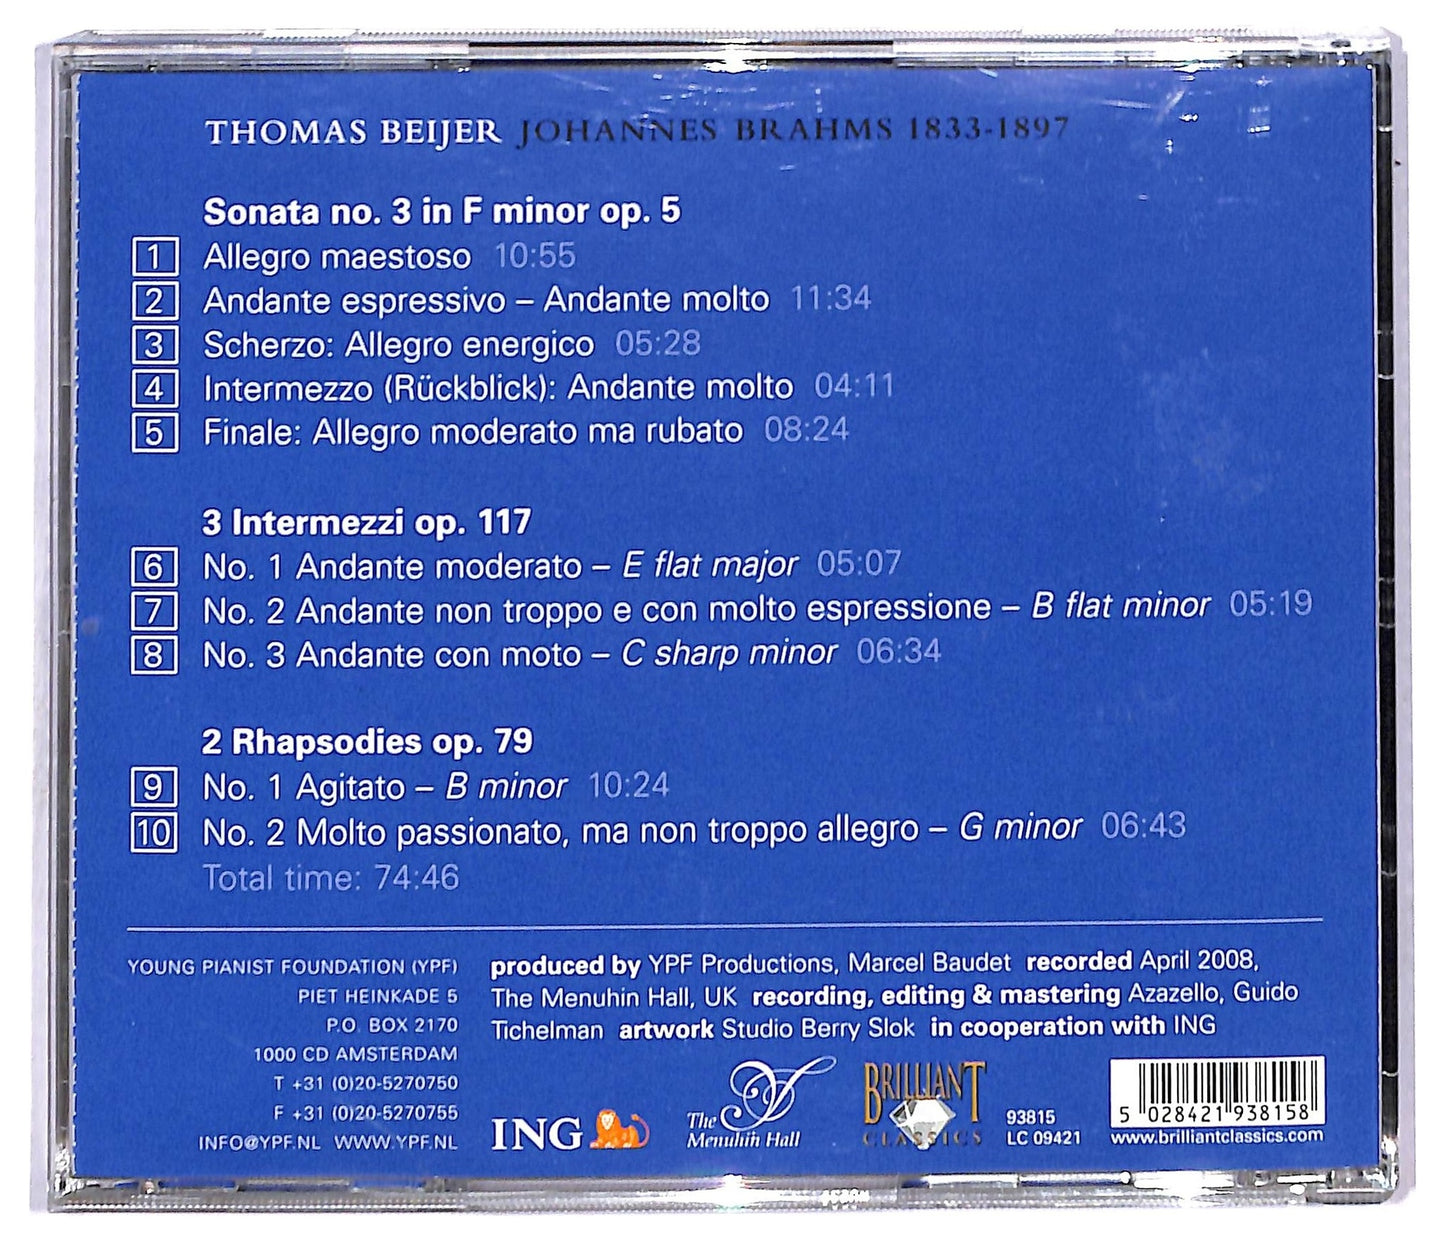 THOMAS BEIJER JOHANNES BRAHMS 1833-1897
Sonata no. 3 in F minor op. 5
1 Allegro maestoso 10:55
2 Andante espressivo – Andante molto 11:34
3 Scherzo: Allegro energico 05:28
4 Intermezzo (Rückblick): Andante molto 04:11
5 Finale: Allegro moderato ma rubato 08:24
3 Intermezzi op. 117
6 No. 1 Andante moderato – E flat major 05:07
7 No. 2 Andante non troppo e con molto espressione – B flat minor 05:19
8 No. 3 Andante con moto – C sharp minor 06:34
2 Rhapsodies op. 79
9 No. 1 Agitato – B minor 10:24
10 No. 2 Molto passionato, ma non troppo allegro – G minor 06:43
Total time: 74:46
YOUNG PIANIST FOUNDATION (YPF)
PIET HEINKADE 5
P.O. BOX 2170
1000 CD AMSTERDAM
T +31 (0)20-5270750
F +31 (0)20-5270755
INFO@YPF.NL WWW.YPF.NL
produced by YPF Productions, Marcel Baudet recorded April 2008,
The Menuhin Hall, UK recording, editing & mastering Azazello, Guido
Tichelman artwork Studio Berry Slok in cooperation with ING
ING
The
Menuhin Hall
BRILLIANT
CLASSICS
93815
LC 09421
5 028421 938158
www.brilliantclassics.com